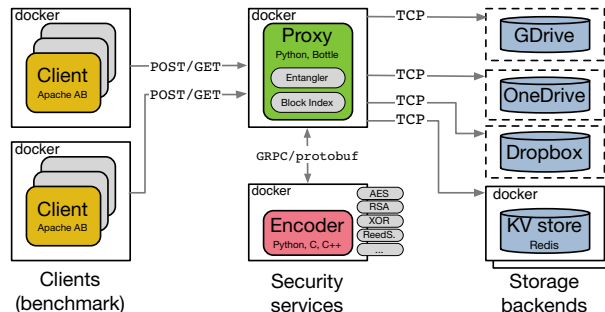 docker
Client
Apache AB
docker
Client
Apache AB
Clients
(benchmark)
POST/GET
POST/GET
docker
Proxy
Python, Bottle
Entangler
Block Index
GRPC/protobuf
docker
Encoder
Python, C, C++
AES
RSA
XOR
ReedS.
...
Security
services
TCP
TCP
TCP
TCP
GDrive
OneDrive
Dropbox
docker
KV store
Redis
Storage
backends